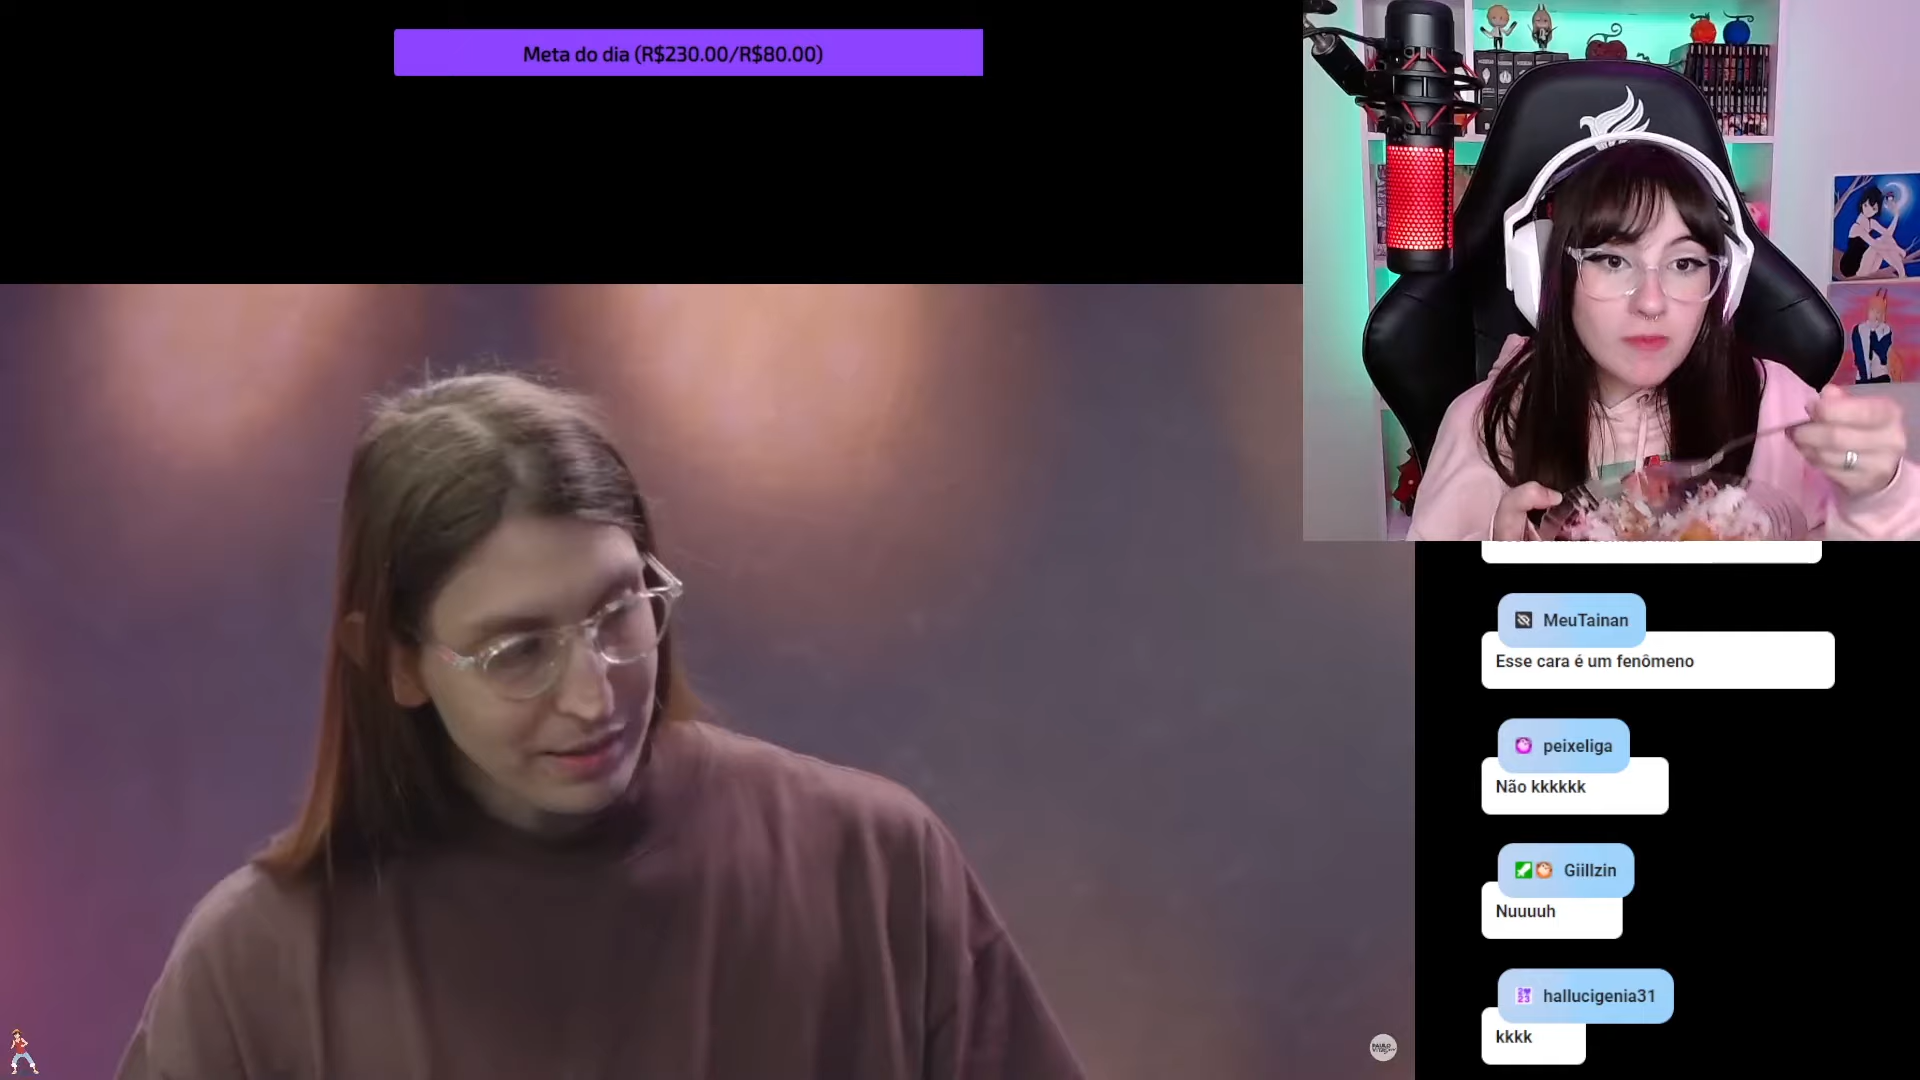 Meta do dia (R$230.00/R$80.00)
MeuTainan
Esse cara é um fenômeno
peixeliga
Não kkkkkk
Giillzin
Nuuuuh
hallucigenia31
kkkk
PAULO